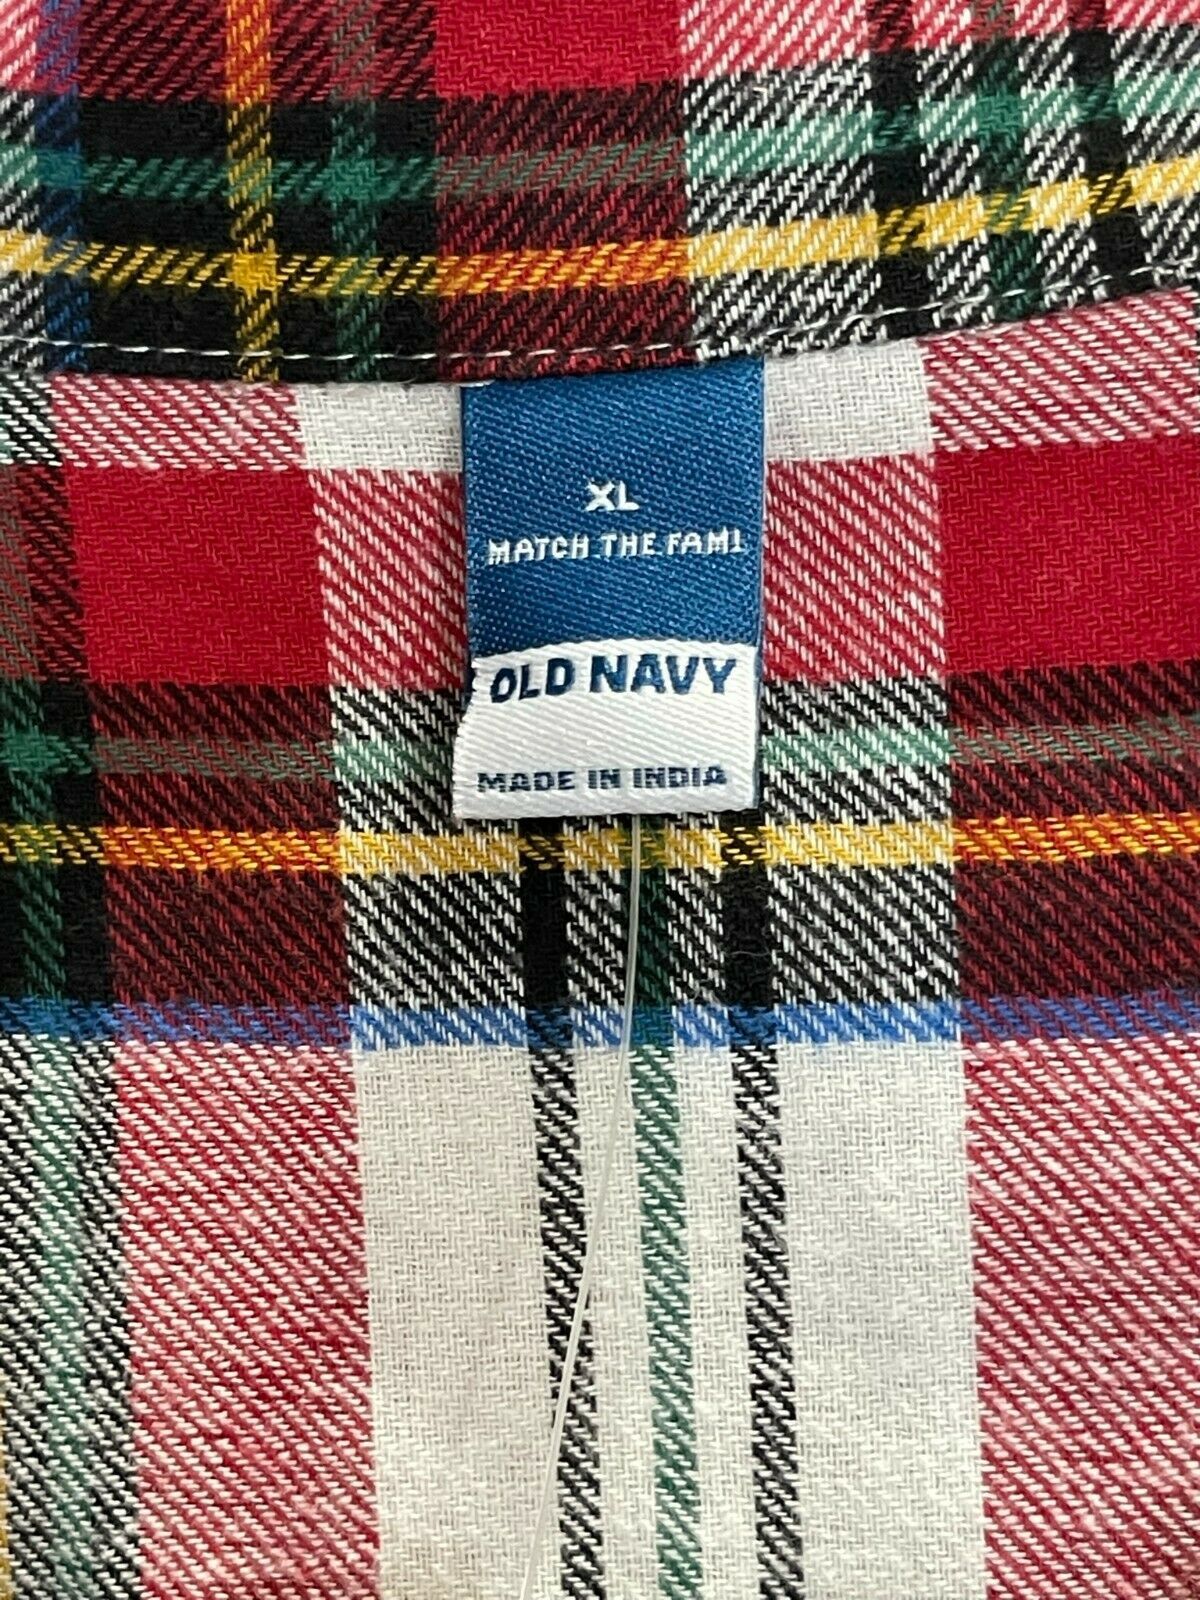 XL
MATCH THE FAMI
OLD NAVY
MADE IN INDIA